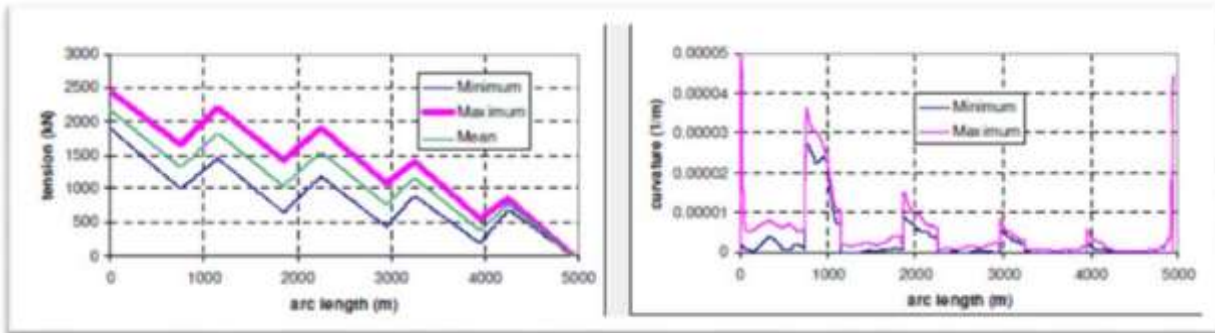 3000
2500
2000
1500
1000
500
0
tension (kN)
Minimum
Maximum
Mean
0 1000 2000 3000 4000 5000
arc length (m)
0.00005
0.00004
0.00003
0.00002
0.00001
0
curvature (1/m)
Minimum
Maximum
0 1000 2000 3000 4000 5000
arc length (m)